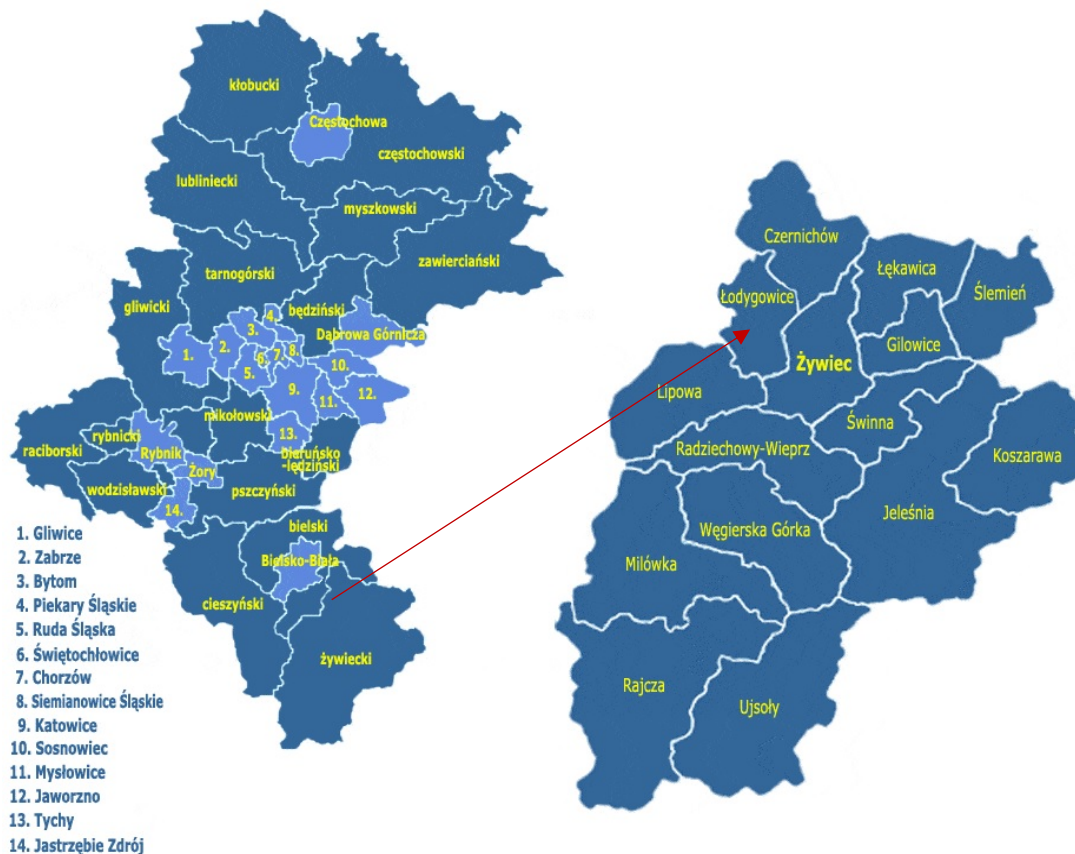 kłobucki
Częstochowa
częstochowski
lubliniecki
myszkowski
zawierciański
tarnogórski
gliwicki
będziński
Dąbrowa Górnicza
4.
3.
1.
2.
6.
7.
8.
5.
10.
9.
11.
12.
mikołowski
13.
bieruńsko
-lędziński
rybnicki
raciborski
Rybnik
Żory
wodzisławski
pszczyński
14.
bielski
Bielsko-Biała
cieszyński
żywiecki
1. Gliwice
2. Zabrze
3. Bytom
4. Piekary Śląskie
5. Ruda Śląska
6. Świętochłowice
7. Chorzów
8. Siemianowice Śląskie
9. Katowice
10. Sosnowiec
11. Mysłowice
12. Jaworzno
13. Tychy
14. Jastrzębie Zdrój
Czernichów
Łękawica
Ślemień
Łodygowice
Gilowice
Żywiec
Lipowa
Świnna
Radziechowy-Wieprz
Koszarawa
Jeleśnia
Węgierska Górka
Milówka
Rajcza
Ujsoły